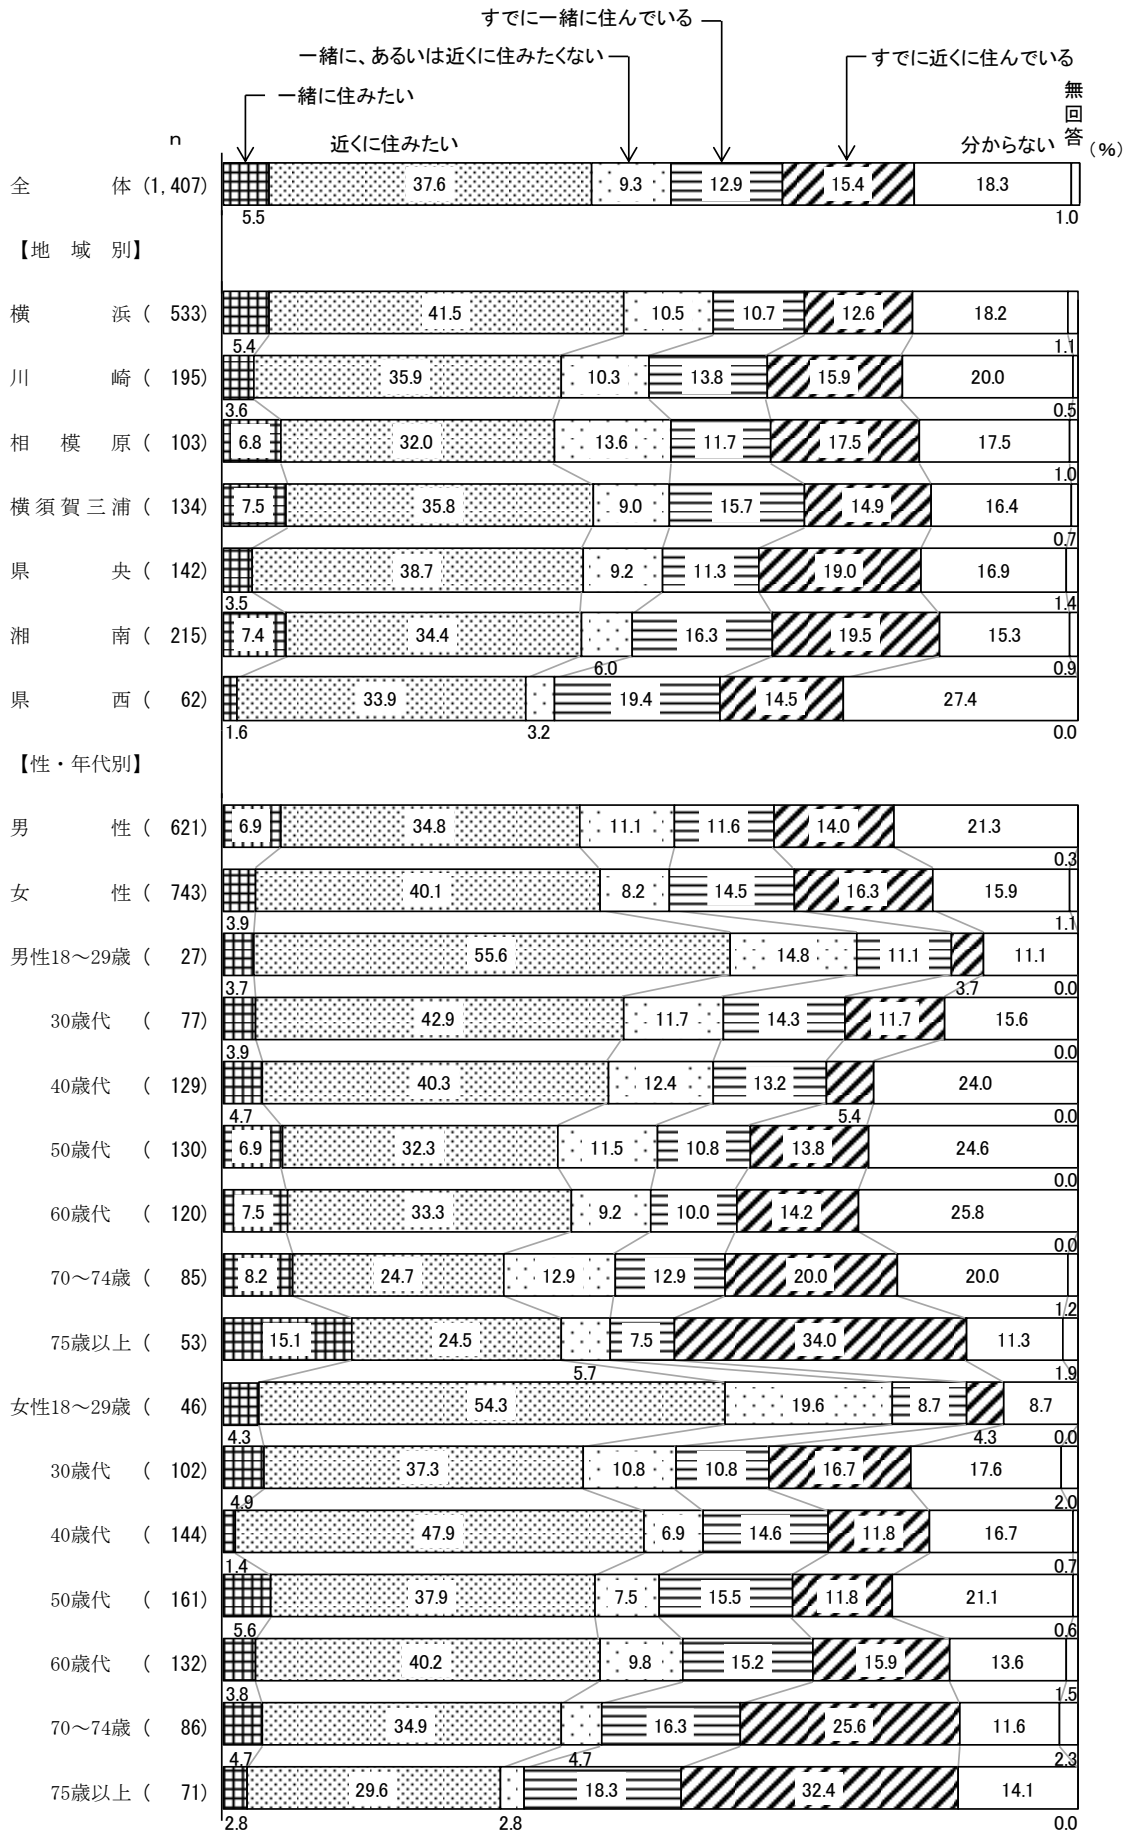 すでに一緒に住んでいる
一緒に、あるいは近くに住みたくない すでに近くに住んでいる
一緒に住みたい 無回答
n 近くに住みたい 分からない (%)
全体 (1,407) 37.6 9.3 12.9 15.4 18.3
5.5 1.0
【地域別】
横浜 ( 533) 41.5 10.5 10.7 12.6 18.2
5.4 1.1
川崎 ( 195) 35.9 10.3 13.8 15.9 20.0
3.6 0.5
相模原 ( 103) 6.8 32.0 13.6 11.7 17.5 17.5
1.0
横須賀三浦 ( 134) 7.5 35.8 9.0 15.7 14.9 16.4
0.7
県央 ( 142) 38.7 9.2 11.3 19.0 16.9
3.5 1.4
湘南 ( 215) 7.4 34.4 16.3 19.5 15.3
6.0 0.9
県西 ( 62) 33.9 19.4 14.5 27.4
1.6 3.2 0.0
【性・年代別】
男性 ( 621) 6.9 34.8 11.1 11.6 14.0 21.3
0.3
女性 ( 743) 40.1 8.2 14.5 16.3 15.9
3.9 1.1
男性18～29歳 ( 27) 55.6 14.8 11.1 11.1
3.7 3.7 0.0
30歳代 ( 77) 42.9 11.7 14.3 11.7 15.6
3.9 0.0
40歳代 ( 129) 40.3 12.4 13.2 24.0
4.7 5.4 0.0
50歳代 ( 130) 6.9 32.3 11.5 10.8 13.8 24.6
0.0
60歳代 ( 120) 7.5 33.3 9.2 10.0 14.2 25.8
0.0
70～74歳 ( 85) 8.2 24.7 12.9 12.9 20.0 20.0
1.2
75歳以上 ( 53) 15.1 24.5 7.5 34.0 11.3
5.7 1.9
女性18～29歳 ( 46) 54.3 19.6 8.7 8.7
4.3 4.3 0.0
30歳代 ( 102) 37.3 10.8 10.8 16.7 17.6
4.9 2.0
40歳代 ( 144) 47.9 6.9 14.6 11.8 16.7
1.4 0.7
50歳代 ( 161) 37.9 7.5 15.5 11.8 21.1
5.6 0.6
60歳代 ( 132) 40.2 9.8 15.2 15.9 13.6
3.8 1.5
70～74歳 ( 86) 34.9 16.3 25.6 11.6
4.7 4.7 2.3
75歳以上 ( 71) 29.6 18.3 32.4 14.1
2.8 2.8 0.0